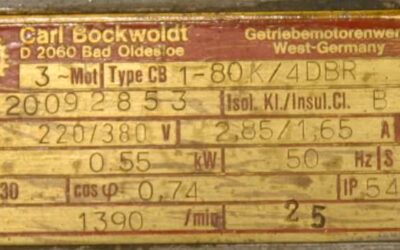 Carl Bockwoldt Getriebemotorenwer
D 2060 Bad Oldesloe West-Germany
3~Mot Type CB 1-80K/4DBR
20092853 Isol. Kl./Insul.Cl. B
220/380 V 2,85/1,65 A
0,55 kW 50 Hz S
30 cos φ 0,74 IP 54
1390 /min 25